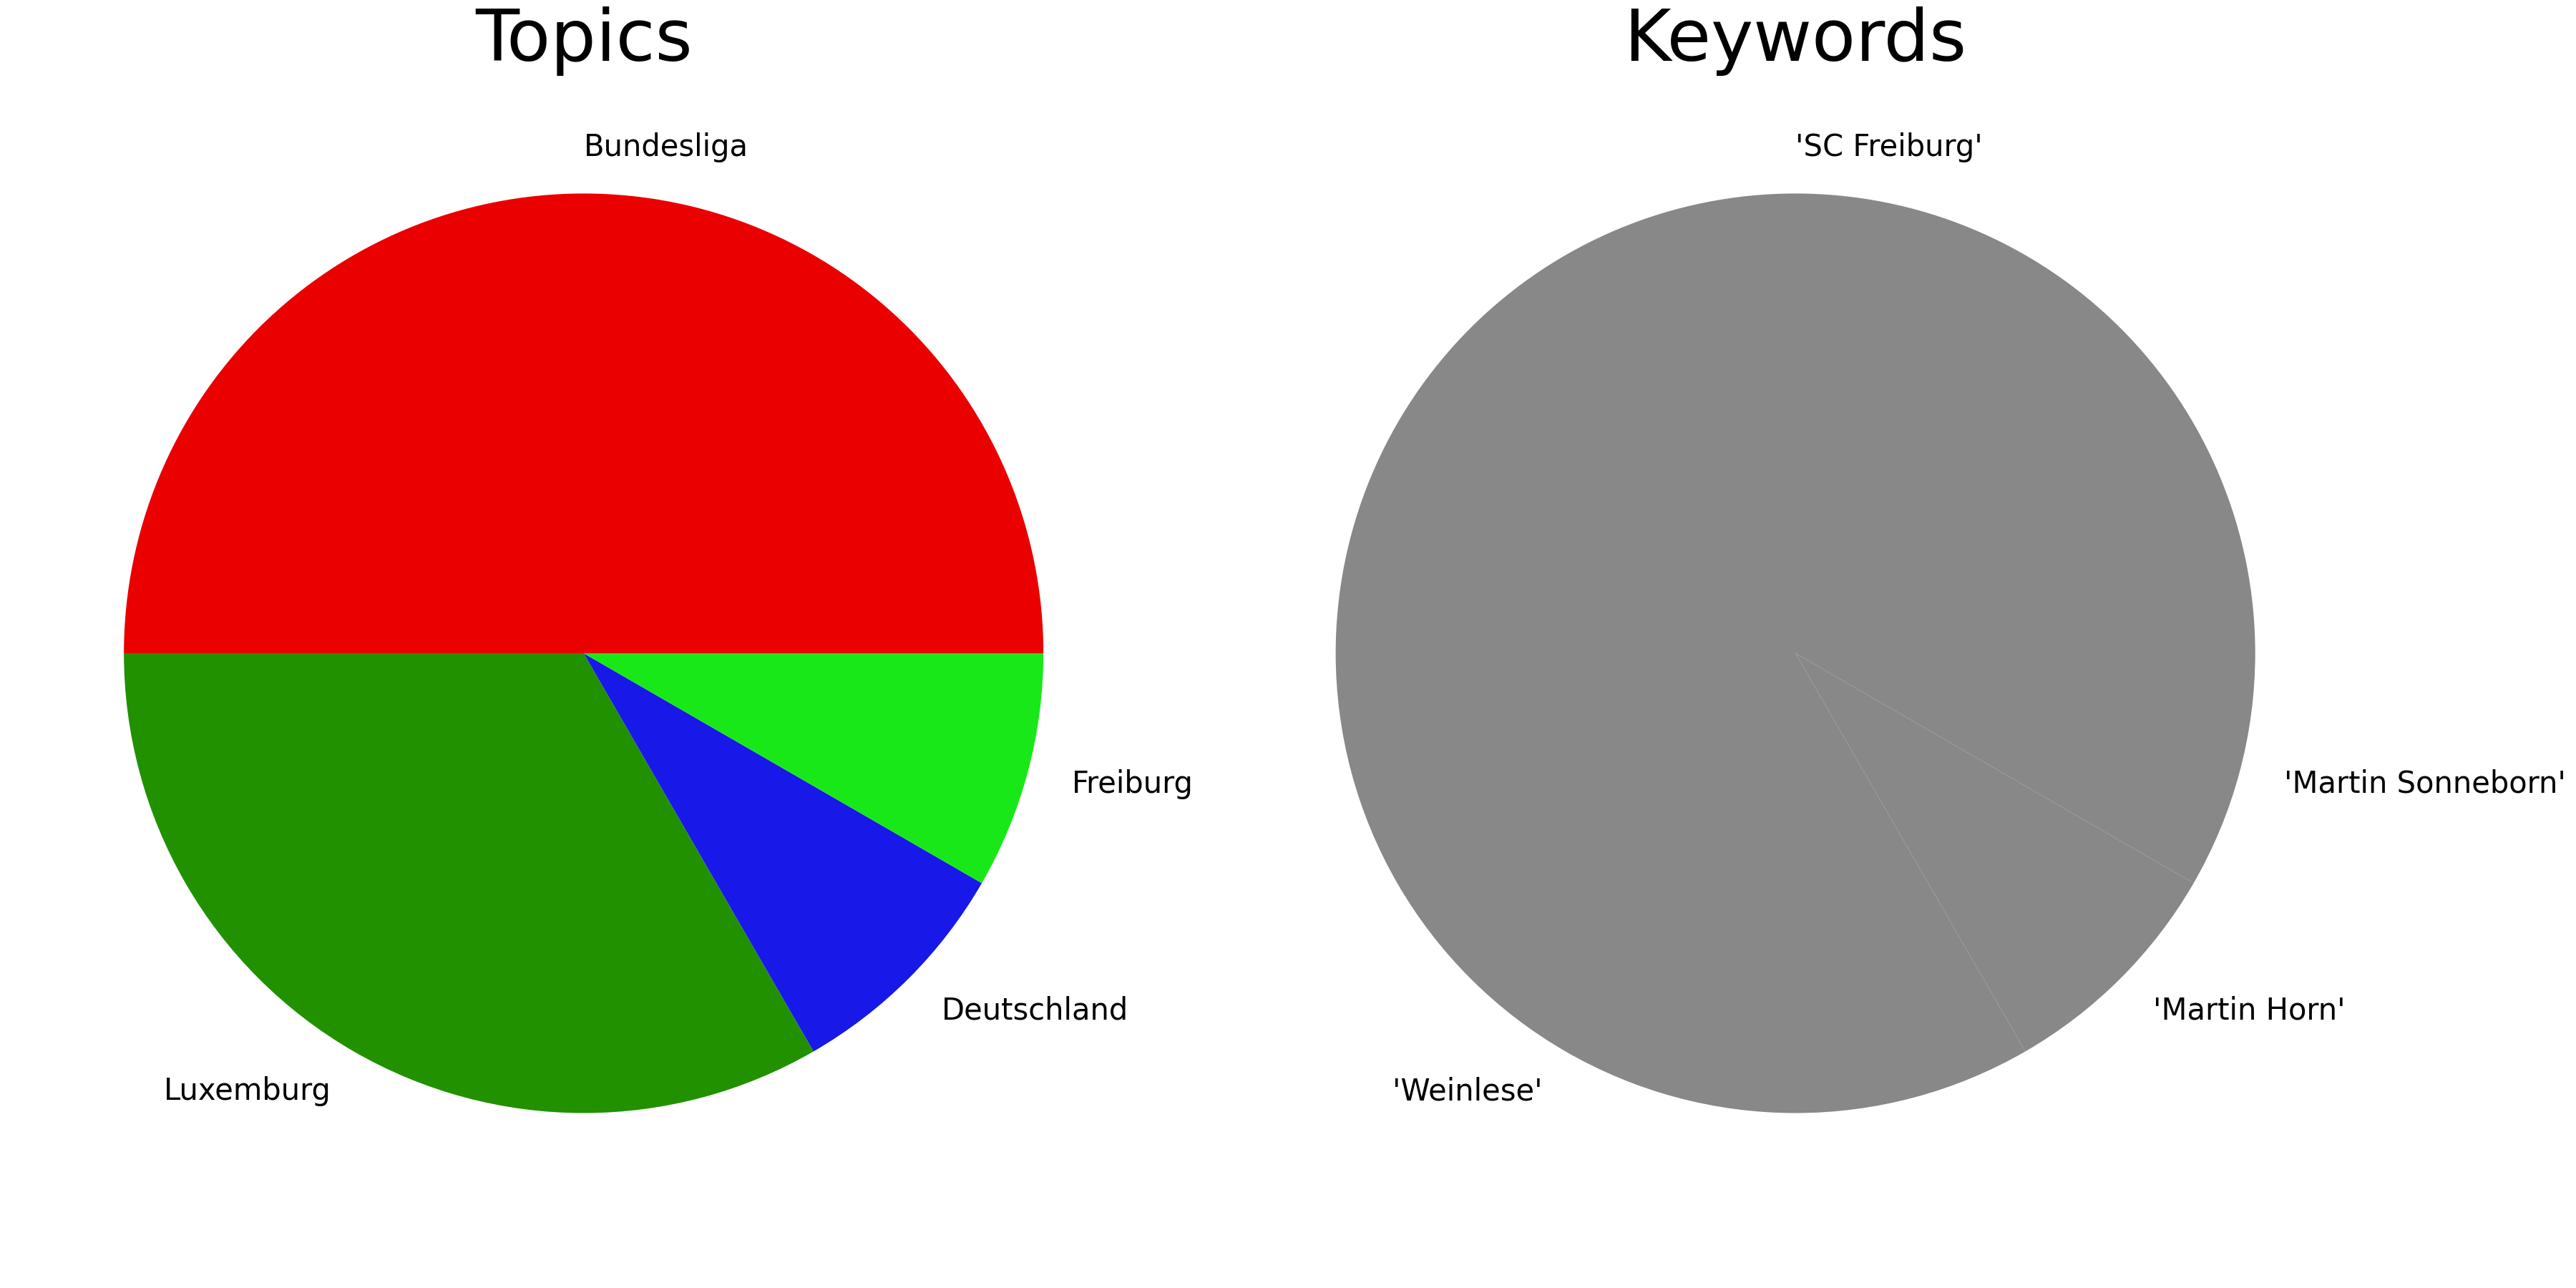 Topics
Bundesliga
Freiburg
Deutschland
Luxemburg
Keywords
'SC Freiburg'
'Martin Sonneborn'
'Martin Horn'
'Weinlese'